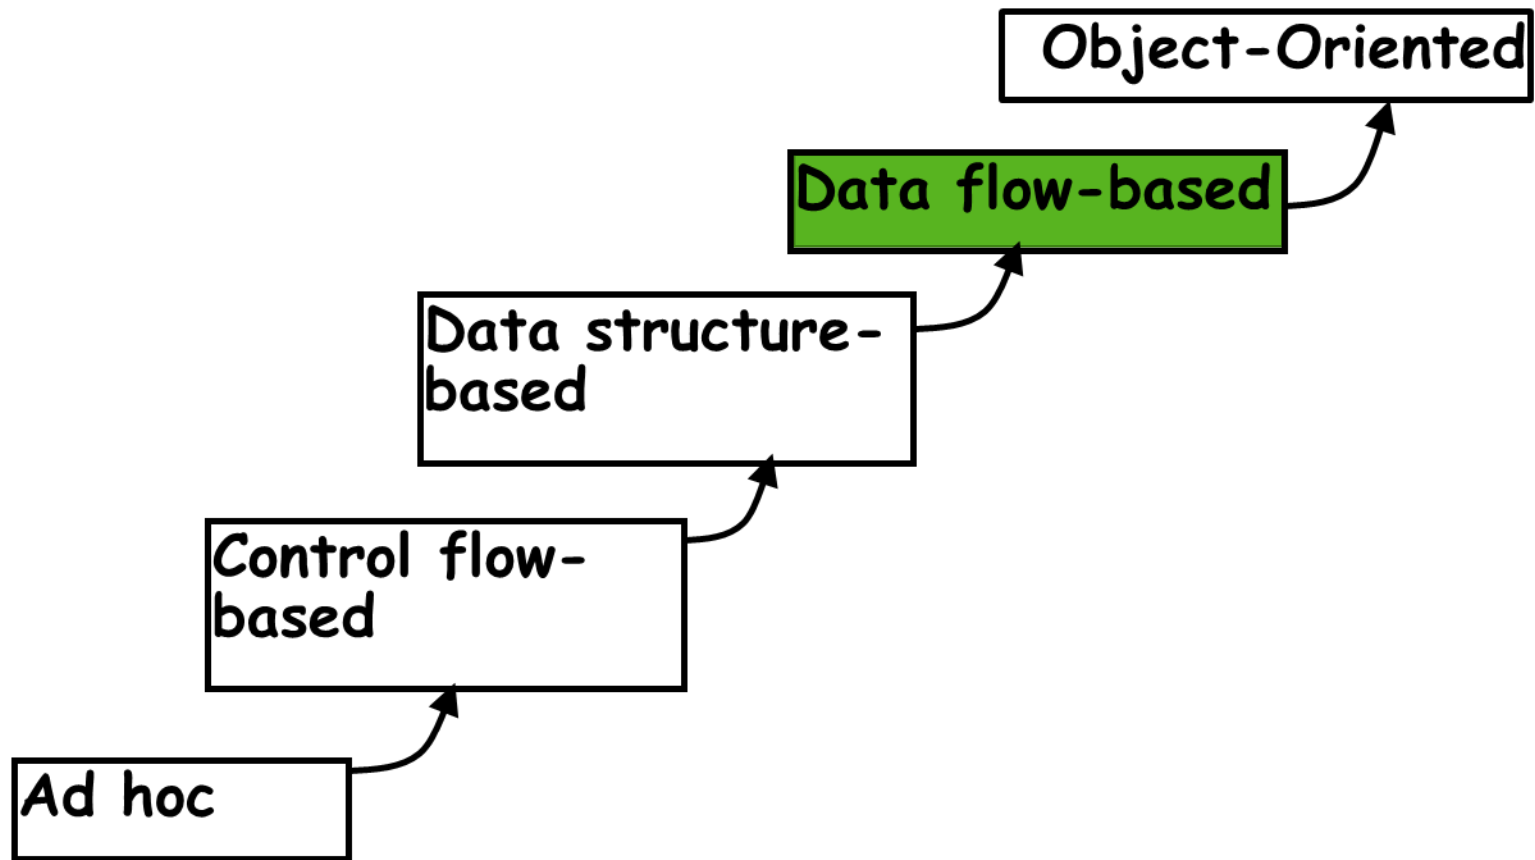 Object-Oriented
Data flow-based
Data structure-
based
Control flow-
based
Ad hoc